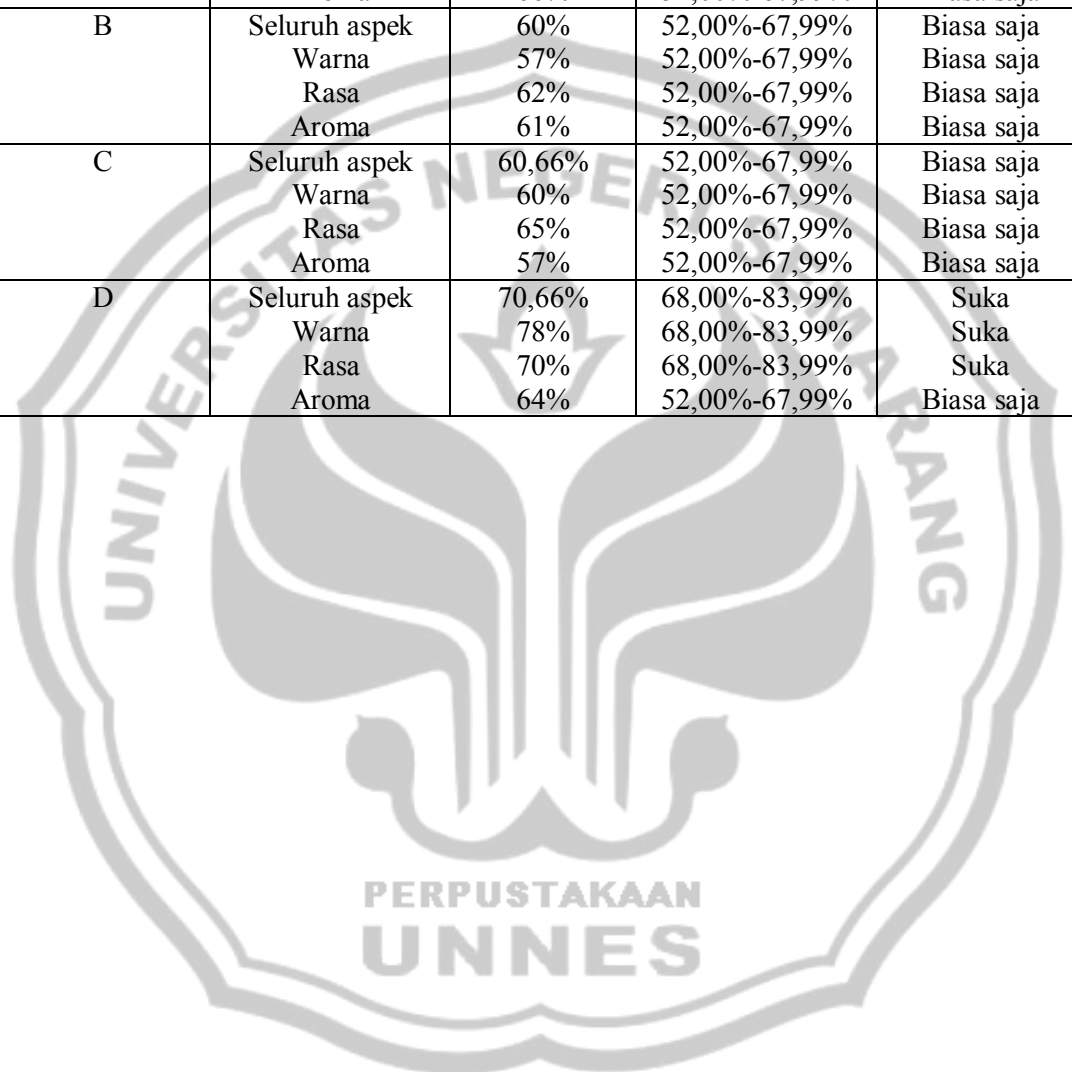 B Seluruh aspek 60% 52,00%-67,99% Biasa saja
Warna 57% 52,00%-67,99% Biasa saja
Rasa 62% 52,00%-67,99% Biasa saja
Aroma 61% 52,00%-67,99% Biasa saja
C Seluruh aspek 60,66% 52,00%-67,99% Biasa saja
Warna 60% 52,00%-67,99% Biasa saja
Rasa 65% 52,00%-67,99% Biasa saja
Aroma 57% 52,00%-67,99% Biasa saja
D Seluruh aspek 70,66% 68,00%-83,99% Suka
Warna 78% 68,00%-83,99% Suka
Rasa 70% 68,00%-83,99% Suka
Aroma 64% 52,00%-67,99% Biasa saja
UNIVERSITAS NEGERI SEMARANG
PERPUSTAKAAN
UNNES